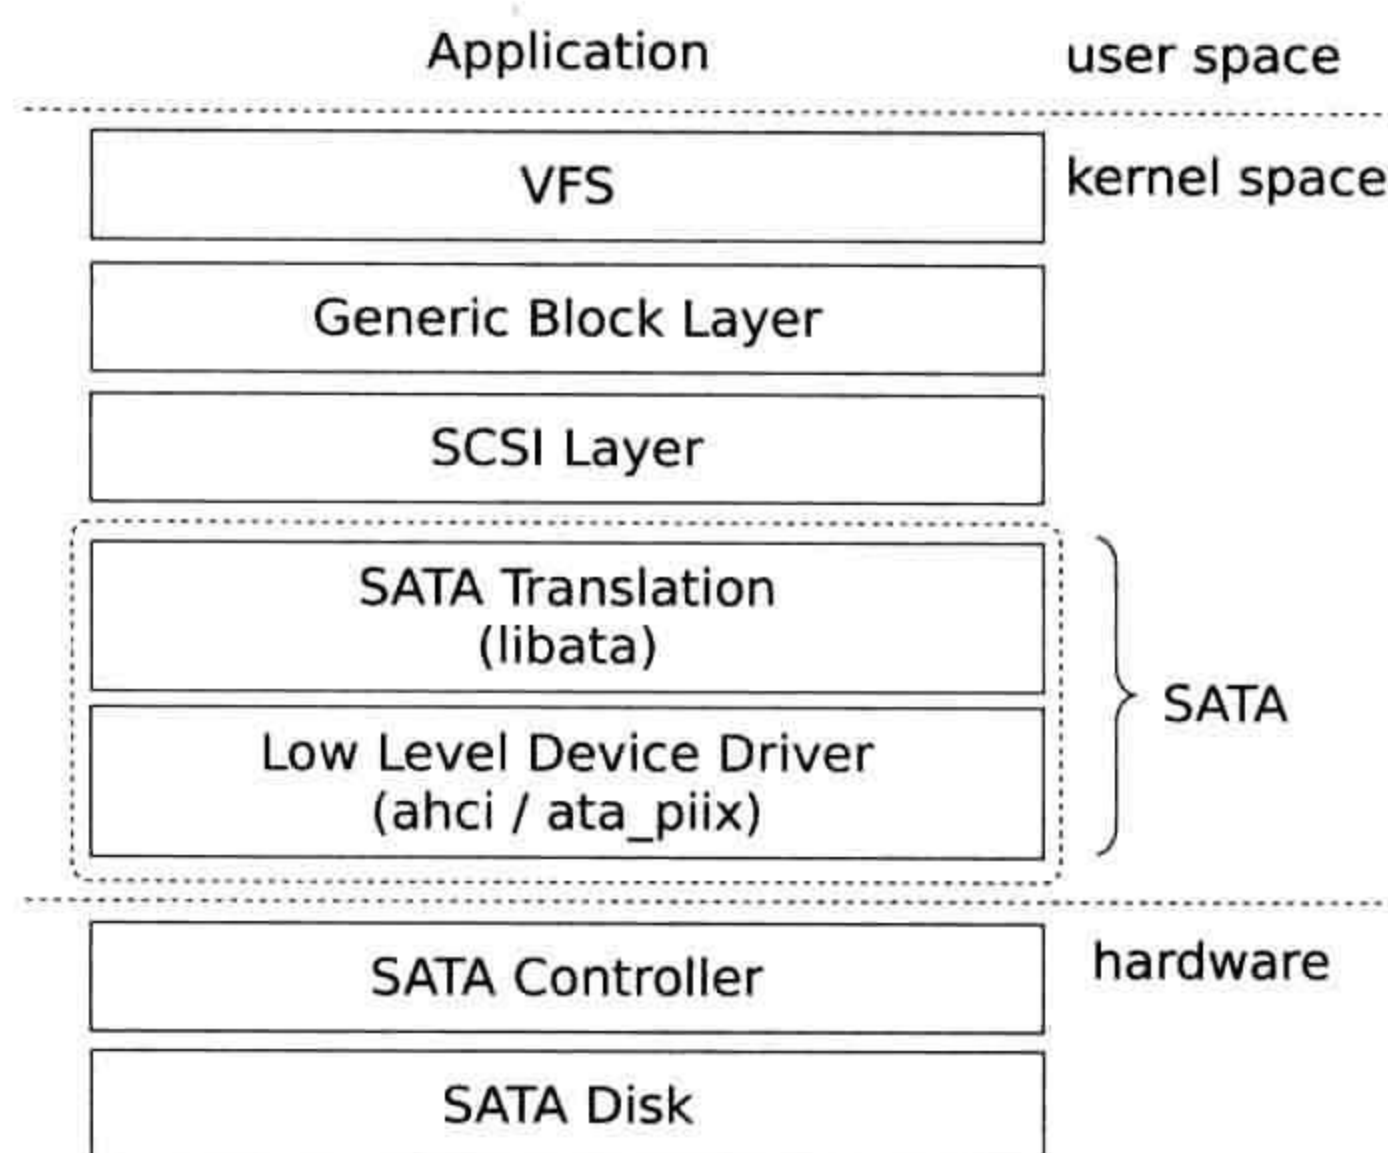 Application
user space
VFS
kernel space
Generic Block Layer
SCSI Layer
SATA Translation
(libata)
SATA
Low Level Device Driver
(ahci / ata_piix)
SATA Controller
hardware
SATA Disk